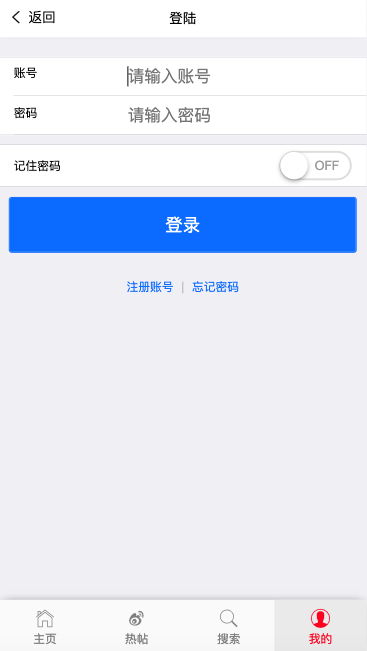 返回 登陆
账号 请输入账号
密码 请输入密码
记住密码 OFF
登录
注册账号 | 忘记密码
主页 热帖 搜索 我的